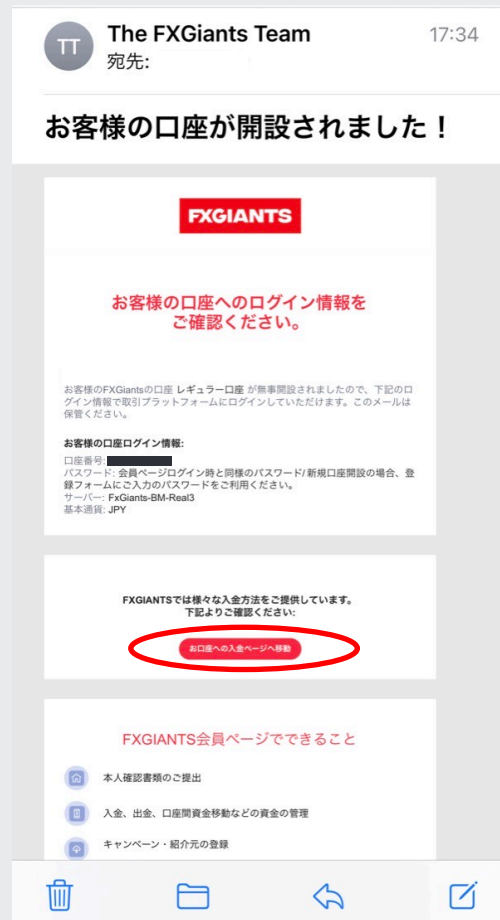 TT
The FXGiants Team
17:34
宛先:
お客様の口座が開設されました！
FXGIANTS
お客様の口座へのログイン情報を
ご確認ください。
お客様のFXGiantsの口座 レギュラー口座 が無事開設されましたので、下記のロ
グイン情報で取引プラットフォームにログインしていただけます。このメールは
保管ください。
お客様の口座ログイン情報:
口座番号:
パスワード: 会員ページログイン時と同様のパスワード/ 新規口座開設の場合、登
録フォームにご入力のパスワードをご利用ください。
サーバー: FxGiants-BM-Real3
基本通貨: JPY
FXGIANTSでは様々な入金方法をご提供しています。
下記よりご確認ください:
お口座への入金ページへ移動
FXGIANTS会員ページでできること
本人確認書類のご提出
入金、出金、口座間資金移動などの資金の管理
キャンペーン・紹介元の登録